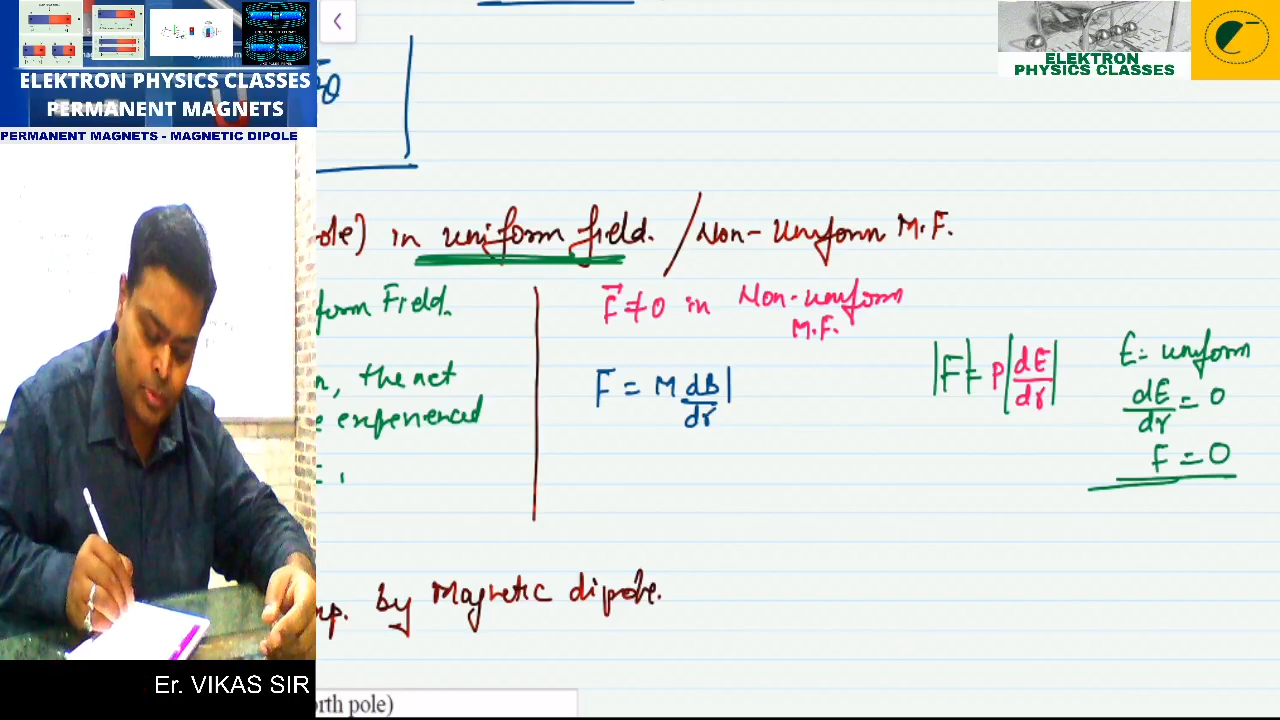 ELEKTRON PHYSICS CLASSES
PERMANENT MAGNETS
PERMANENT MAGNETS - MAGNETIC DIPOLE
ELEKTRON
PHYSICS CLASSES
θ
ole) in uniform field. / Non-Uniform M.F.
form Field.
F⃗ ≠ 0 in Non-uniform
M.F.
n, the net
e experienced
F = M dB/dr |
|F| = P |dE/dr|
E = uniform
dE/dr = 0
F = 0
mp. by Magnetic dipole.
Er. VIKAS SIR
orth pole)